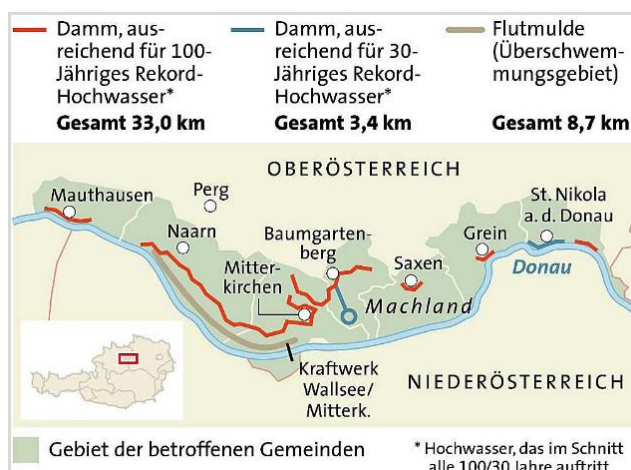 Damm, aus-
reichend für 100-
Jähriges Rekord-
Hochwasser*
Gesamt 33,0 km
Damm, aus-
reichend für 30-
Jähriges Rekord-
Hochwasser*
Gesamt 3,4 km
Flutmulde
(Überschwem-
mungsgebiet)
Gesamt 8,7 km
OBERÖSTERREICH
Mauthausen
Perg
St. Nikola
a. d. Donau
Naarn
Baumgarten-
berg
Grein
Mitter-
kirchen
Saxen
Donau
Machland
Kraftwerk
Wallsee/
Mitterk.
NIEDERÖSTERREICH
Gebiet der betroffenen Gemeinden
* Hochwasser, das im Schnitt
alle 100/30 Jahre auftritt